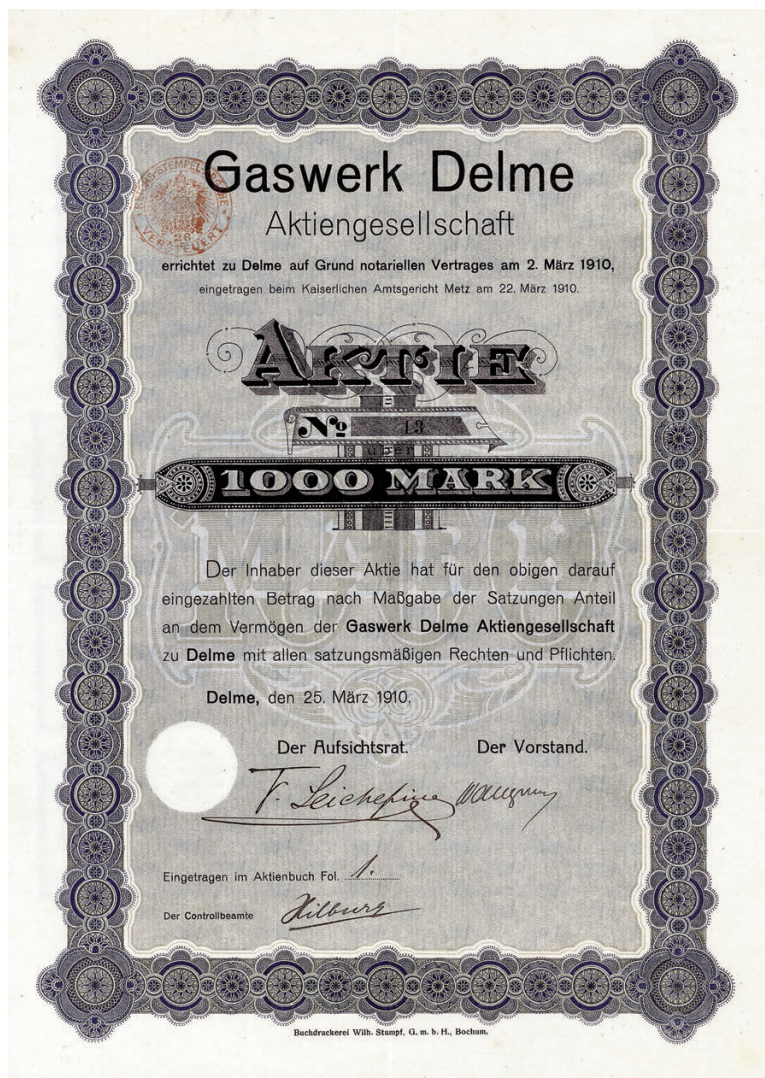 Gaswerk Delme
Aktiengesellschaft
errichtet zu Delme auf Grund notariellen Vertrages am 2. März 1910,
eingetragen beim Kaiserlichen Amtsgericht Metz am 22. März 1910.
VERSTEUERT
AKTIE
No 13
über
1000 MARK
MARK
Der Inhaber dieser Aktie hat für den obigen darauf
eingezahlten Betrag nach Maßgabe der Satzungen Anteil
an dem Vermögen der Gaswerk Delme Aktiengesellschaft
zu Delme mit allen satzungsmäßigen Rechten und Pflichten.
Delme, den 25. März 1910.
Der Aufsichtsrat. Der Vorstand.
Eingetragen im Aktienbuch Fol. 1.
Der Controllbeamte Hilburg
Buchdruckerei Wilh. Stumpf, G. m. b. H., Bochum.